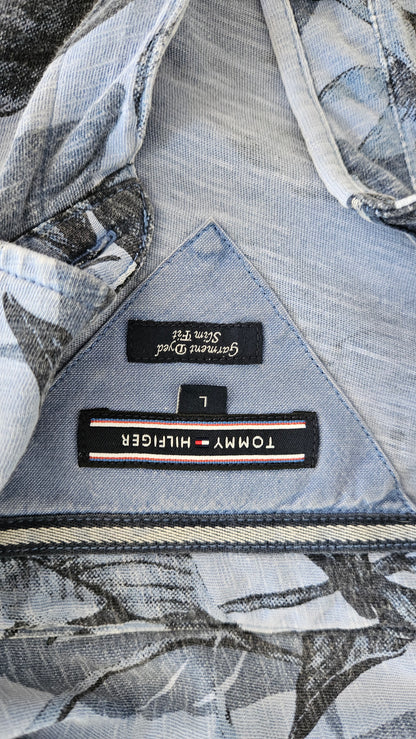 TOMMY HILFIGER
L
Garment Dyed
Slim Fit